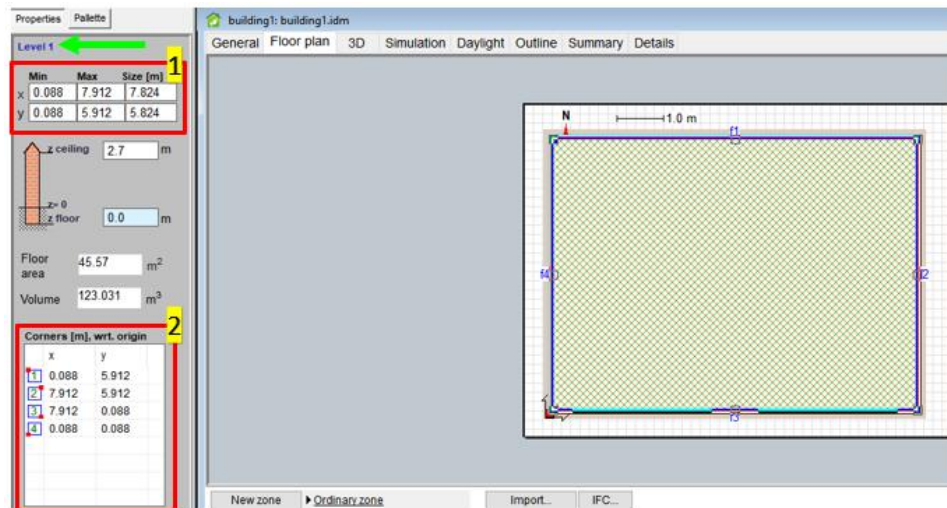 Properties Palette
building1: building1.idm
General Floor plan 3D Simulation Daylight Outline Summary Details
Level 1
1
Min Max Size [m]
x 0.088 7.912 7.824
y 0.088 5.912 5.824
z ceiling 2.7 m
z= 0
z floor 0.0 m
Floor area 45.57 m²
Volume 123.031 m³
2
Corners [m], wrt. origin
x y
1 0.088 5.912
2 7.912 5.912
3 7.912 0.088
4 0.088 0.088
N 1.0 m
f1
f4 f2
f3
New zone Ordinary zone Import... IFC...